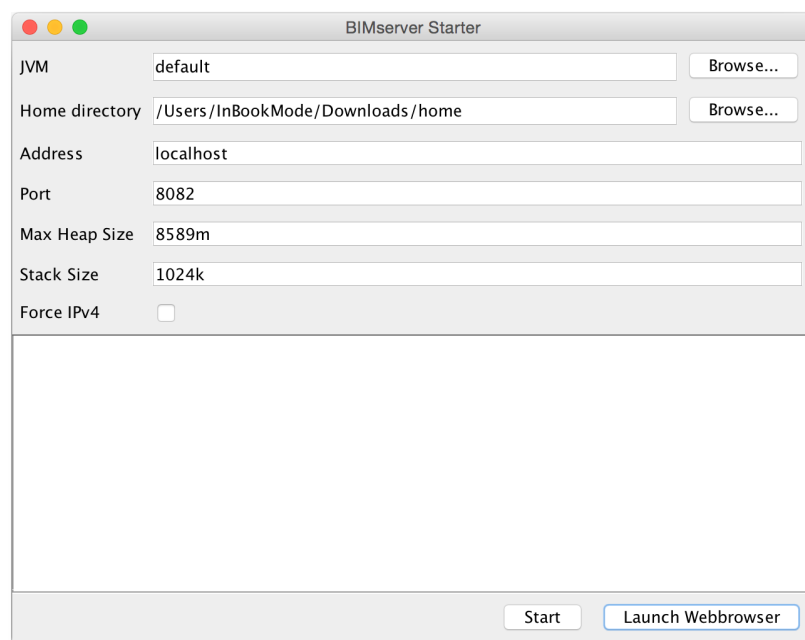 BIMserver Starter
JVM default Browse...
Home directory /Users/InBookMode/Downloads/home Browse...
Address localhost
Port 8082
Max Heap Size 8589m
Stack Size 1024k
Force IPv4
Start Launch Webbrowser